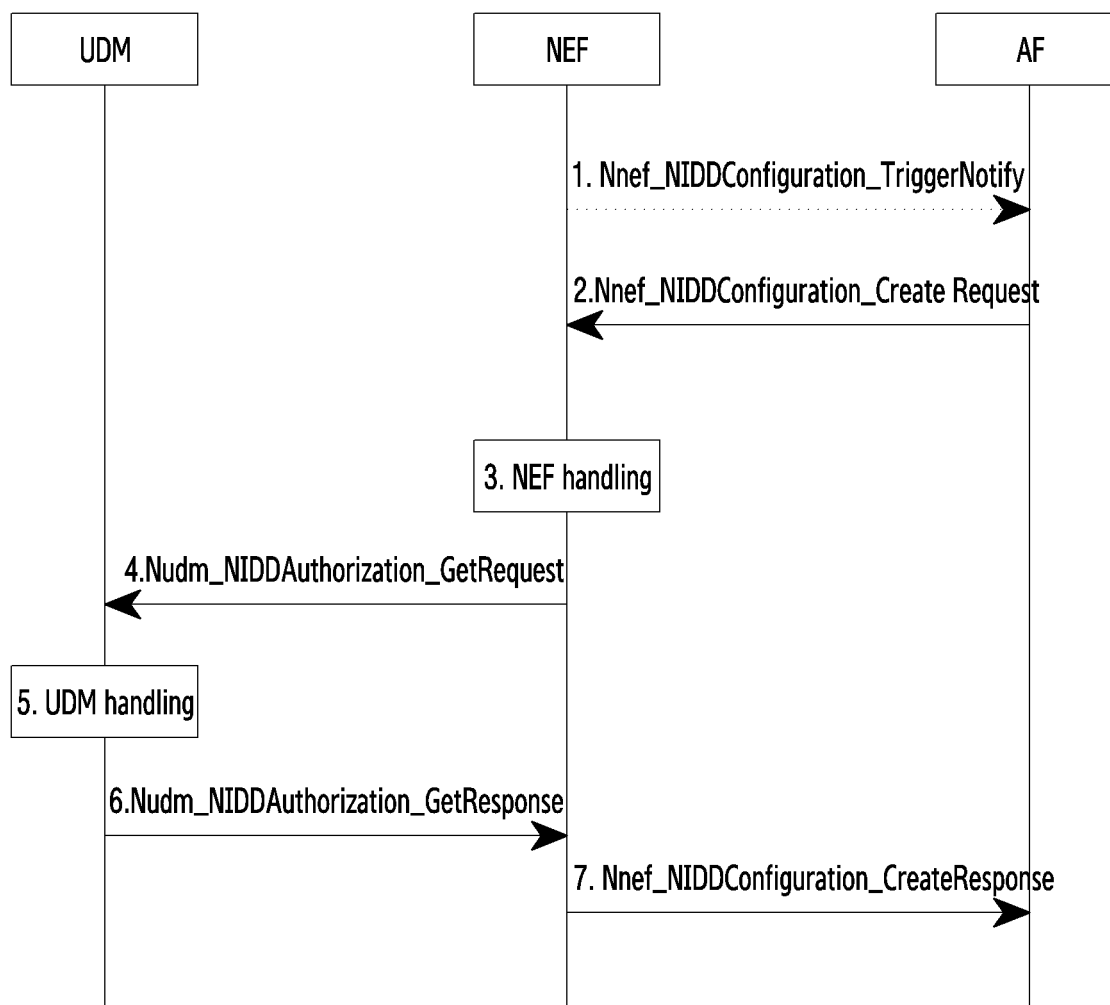 UDM
NEF
AF
1. Nnef_NIDDConfiguration_TriggerNotify
2.Nnef_NIDDConfiguration_Create Request
3. NEF handling
4.Nudm_NIDDAuthorization_GetRequest
5. UDM handling
6.Nudm_NIDDAuthorization_GetResponse
7. Nnef_NIDDConfiguration_CreateResponse